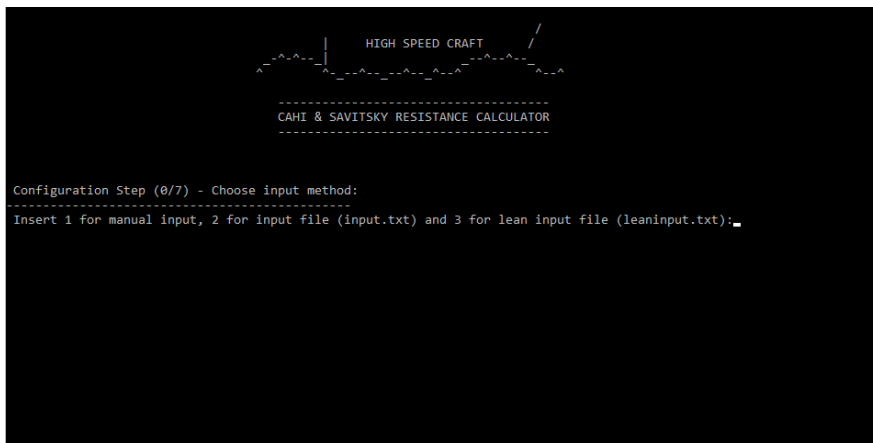 HIGH SPEED CRAFT
CAHI & SAVITSKY RESISTANCE CALCULATOR
Configuration Step (0/7) - Choose input method:
Insert 1 for manual input, 2 for input file (input.txt) and 3 for lean input file (leaninput.txt):